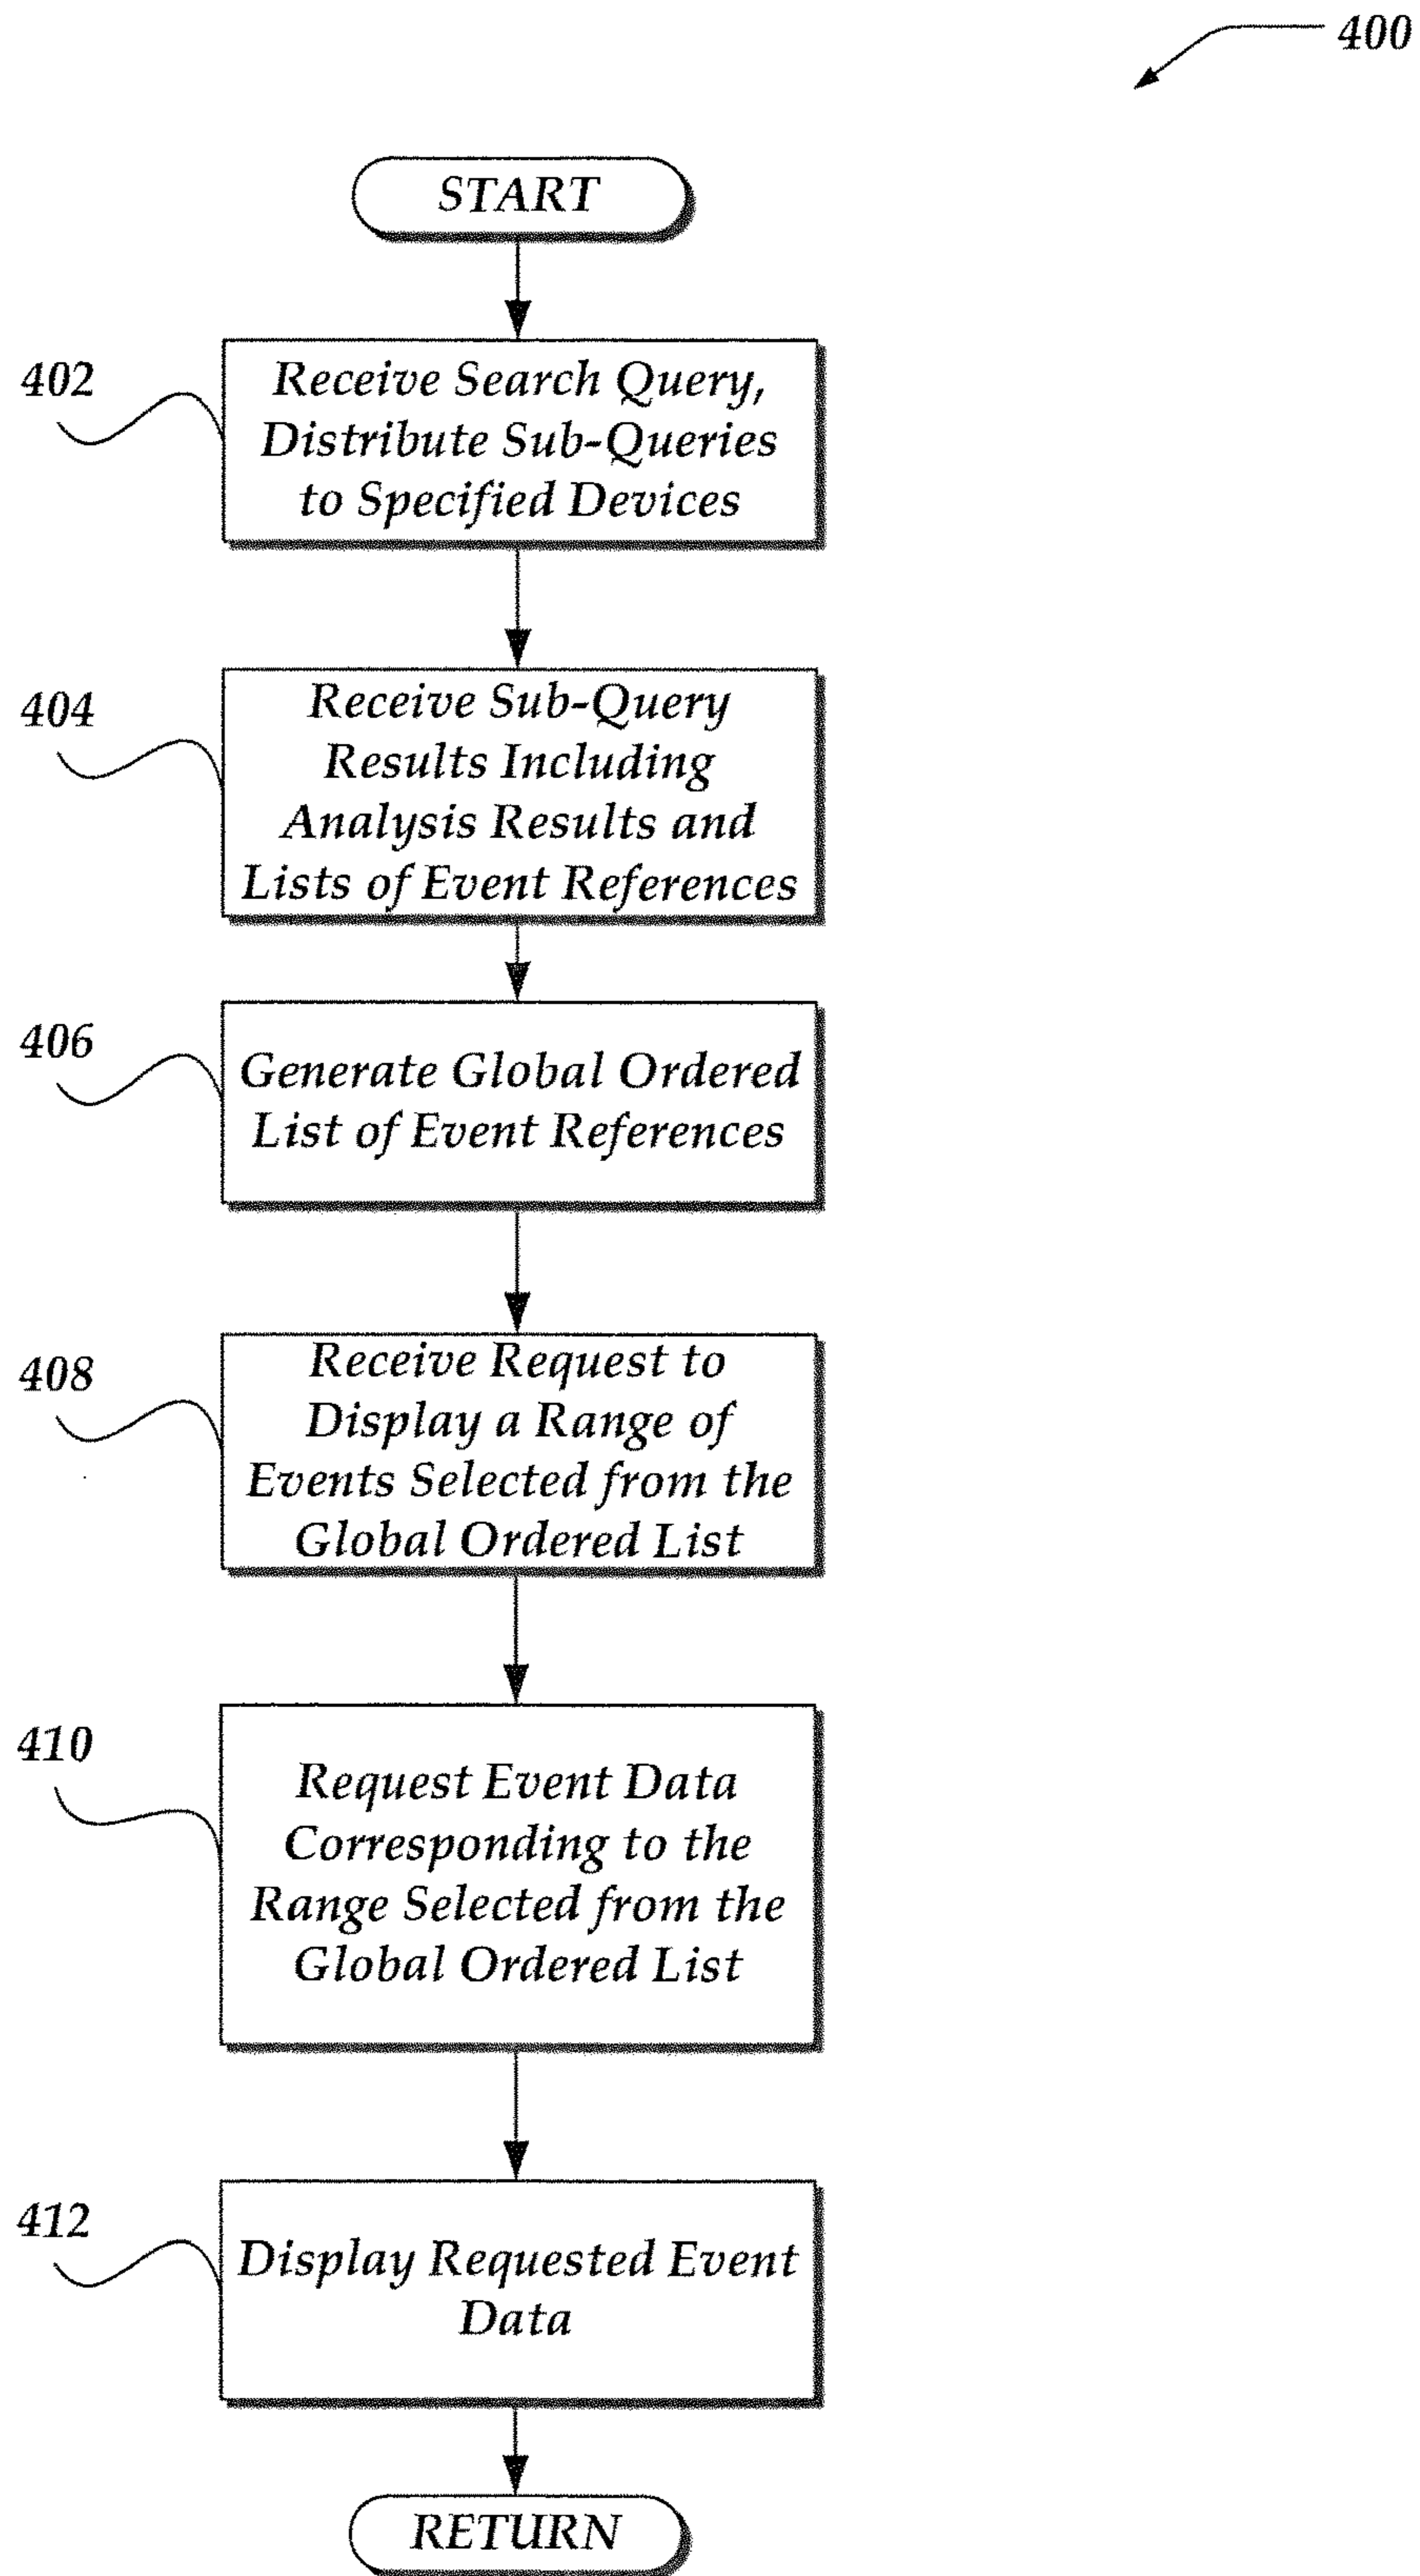 400
START
402
Receive Search Query,
Distribute Sub-Queries
to Specified Devices
404
Receive Sub-Query
Results Including
Analysis Results and
Lists of Event References
406
Generate Global Ordered
List of Event References
408
Receive Request to
Display a Range of
Events Selected from the
Global Ordered List
410
Request Event Data
Corresponding to the
Range Selected from the
Global Ordered List
412
Display Requested Event
Data
RETURN